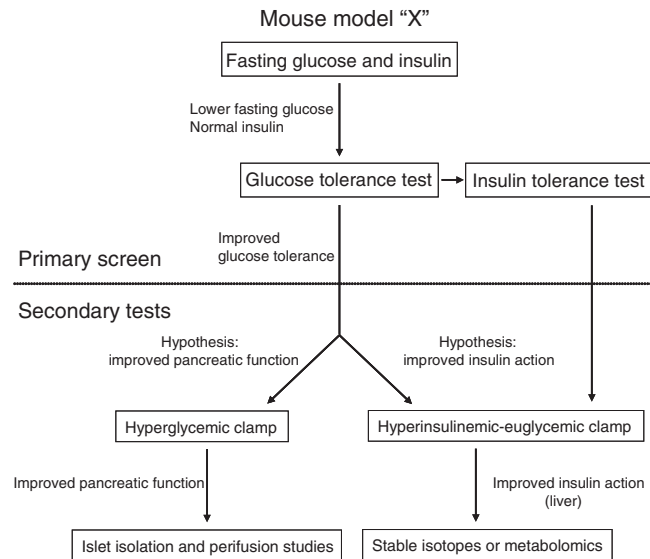 Mouse model “X”
Fasting glucose and insulin
Lower fasting glucose
Normal insulin
Glucose tolerance test
Insulin tolerance test
Improved
glucose tolerance
Primary screen
Secondary tests
Hypothesis:
improved pancreatic function
Hypothesis:
improved insulin action
Hyperglycemic clamp
Hyperinsulinemic-euglycemic clamp
Improved pancreatic function
Improved insulin action
(liver)
Islet isolation and perifusion studies
Stable isotopes or metabolomics